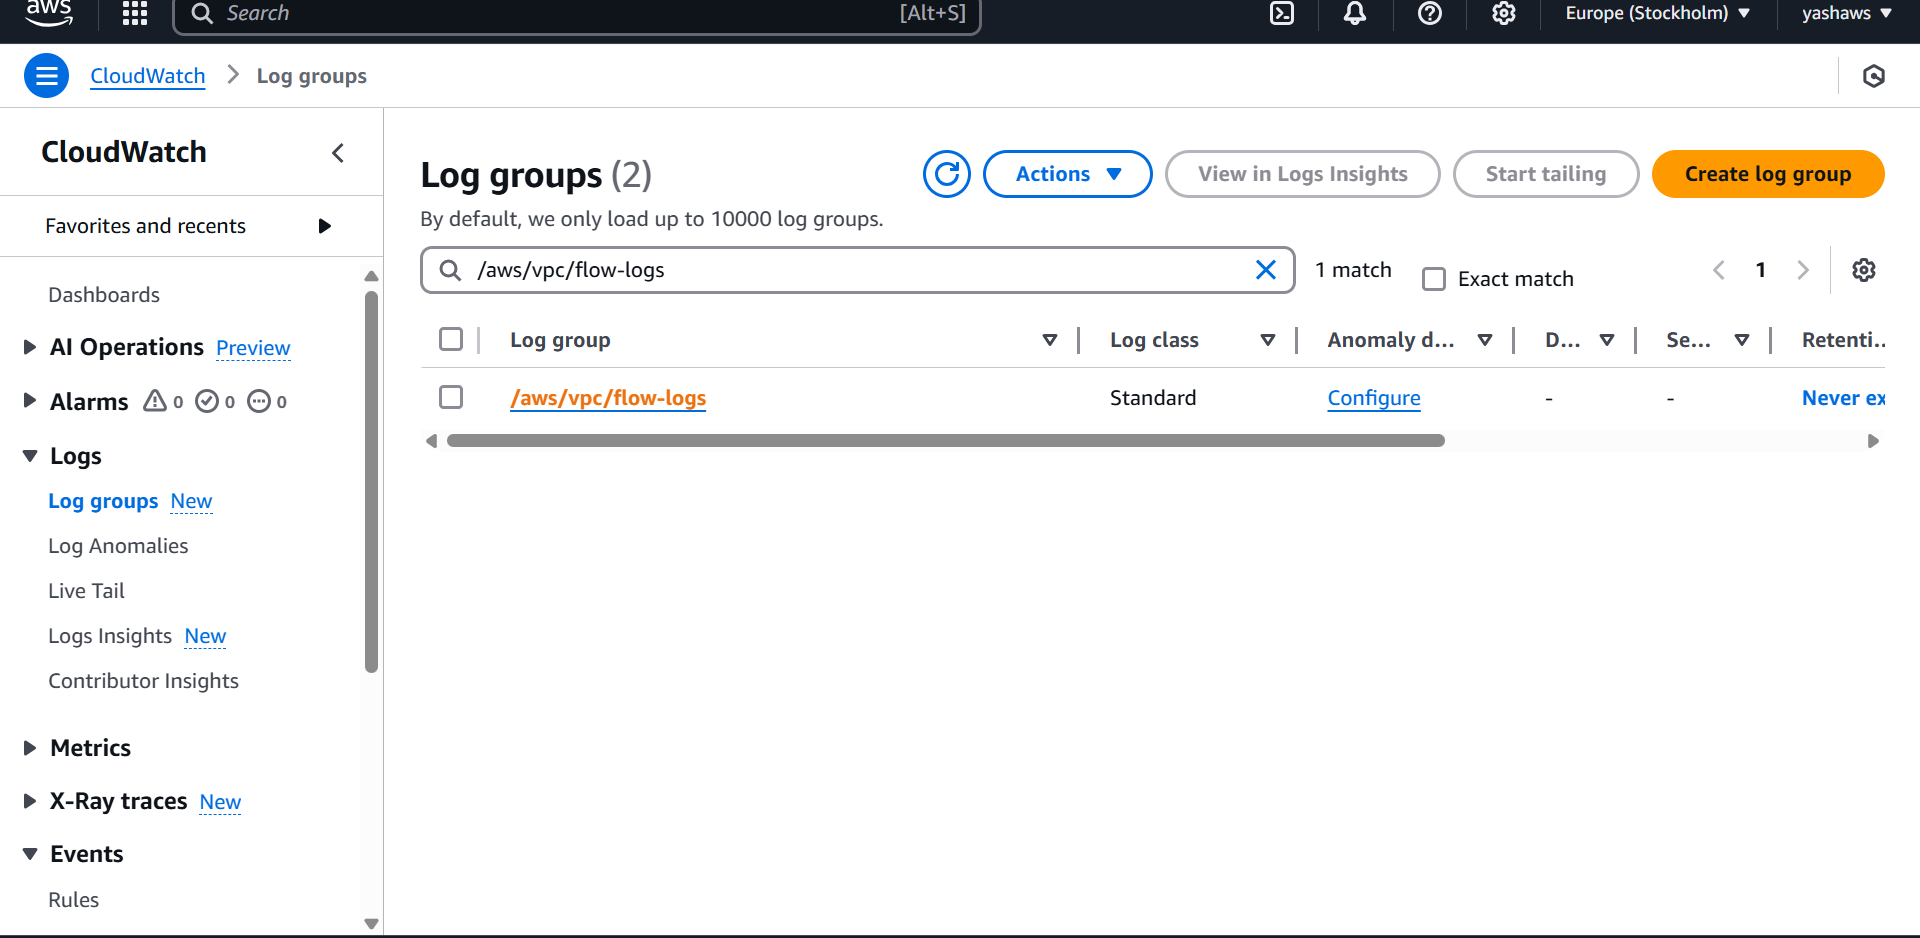 aws
Search [Alt+S] Europe (Stockholm) yashaws
CloudWatch Log groups
CloudWatch
Favorites and recents
Dashboards
AI Operations Preview
Alarms 0 0 0
Logs
Log groups New
Log Anomalies
Live Tail
Logs Insights New
Contributor Insights
Metrics
X-Ray traces New
Events
Rules
Log groups (2)
Actions View in Logs Insights Start tailing Create log group
By default, we only load up to 10000 log groups.
/aws/vpc/flow-logs 1 match Exact match 1
Log group Log class Anomaly d... D... Se... Retenti...
/aws/vpc/flow-logs Standard Configure - - Never ex